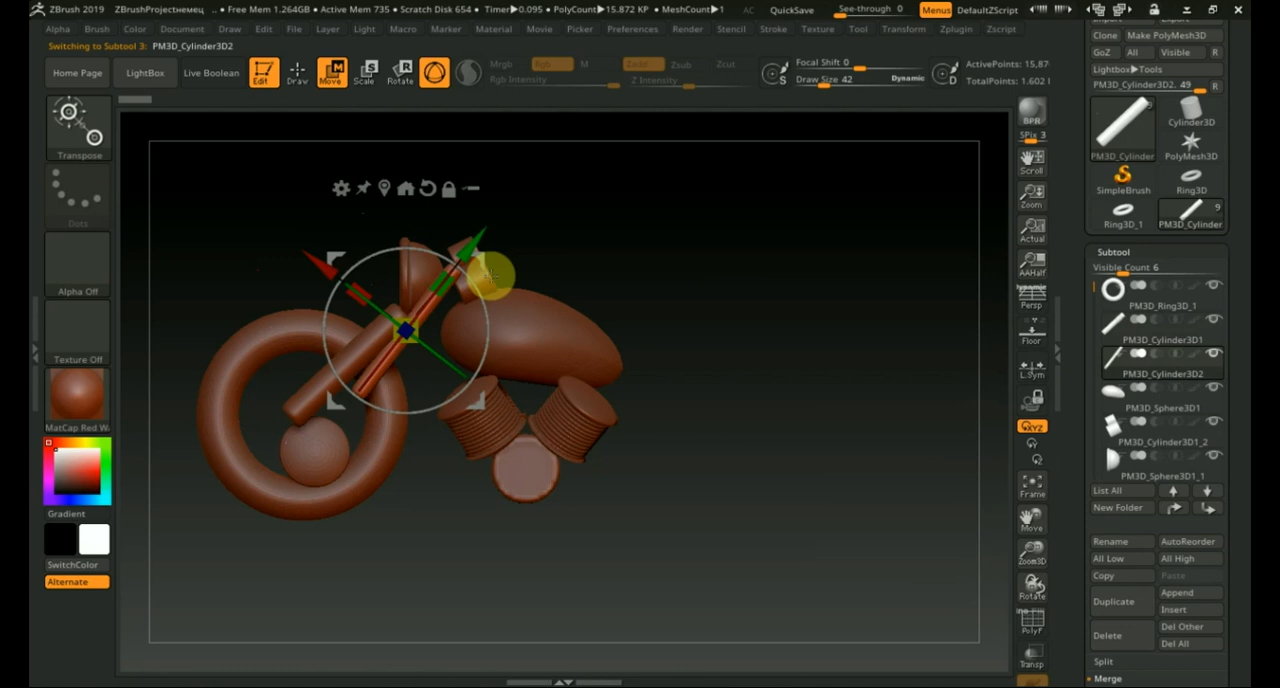 ZBrush 2019 ZBrushProjectнемец .. • Free Mem 1.264GB • Active Mem 735 • Scratch Disk 654 • Timer▶0.095 • PolyCount▶15.872 KP • MeshCount▶1 AC QuickSave See-through 0 Menus DefaultZScript
Alpha Brush Color Document Draw Edit File Layer Light Macro Marker Material Movie Picker Preferences Render Stencil Stroke Texture Tool Transform Zplugin Zscript
Switching to Subtool 3: PM3D_Cylinder3D2
Home Page LightBox Live Boolean Edit Draw Move Scale Rotate Mrgb Rgb M Zadd Zsub Zcut
Rgb Intensity Z Intensity
Focal Shift 0
Draw Size 42 Dynamic
S D
ActivePoints: 15,87
TotalPoints: 1.602
Transpose
Dots
Alpha Off
Texture Off
MatCap Red W
Gradient
SwitchColor
Alternate
BPR
SPix 3
Scroll
Zoom
Actual
AAHalf
Dynamic
Persp
Floor
L.Sym
XYZ
Frame
Move
Zoom3D
Rotate
PolyF
Transp
Import Export
Clone Make PolyMesh3D
GoZ All Visible R
Lightbox▶Tools
PM3D_Cylinder3D2. 49 R
9
PM3D_Cylinder Cylinder3D
PolyMesh3D
SimpleBrush Ring3D
9
Ring3D_1 PM3D_Cylinder
Subtool
Visible Count 6
PM3D_Ring3D_1
PM3D_Cylinder3D1
PM3D_Cylinder3D2
PM3D_Sphere3D1
PM3D_Cylinder3D1_2
PM3D_Sphere3D1_1
List All
New Folder
Rename AutoReorder
All Low All High
Copy Paste
Duplicate Append
Insert
Delete Del Other
Del All
Split
Merge